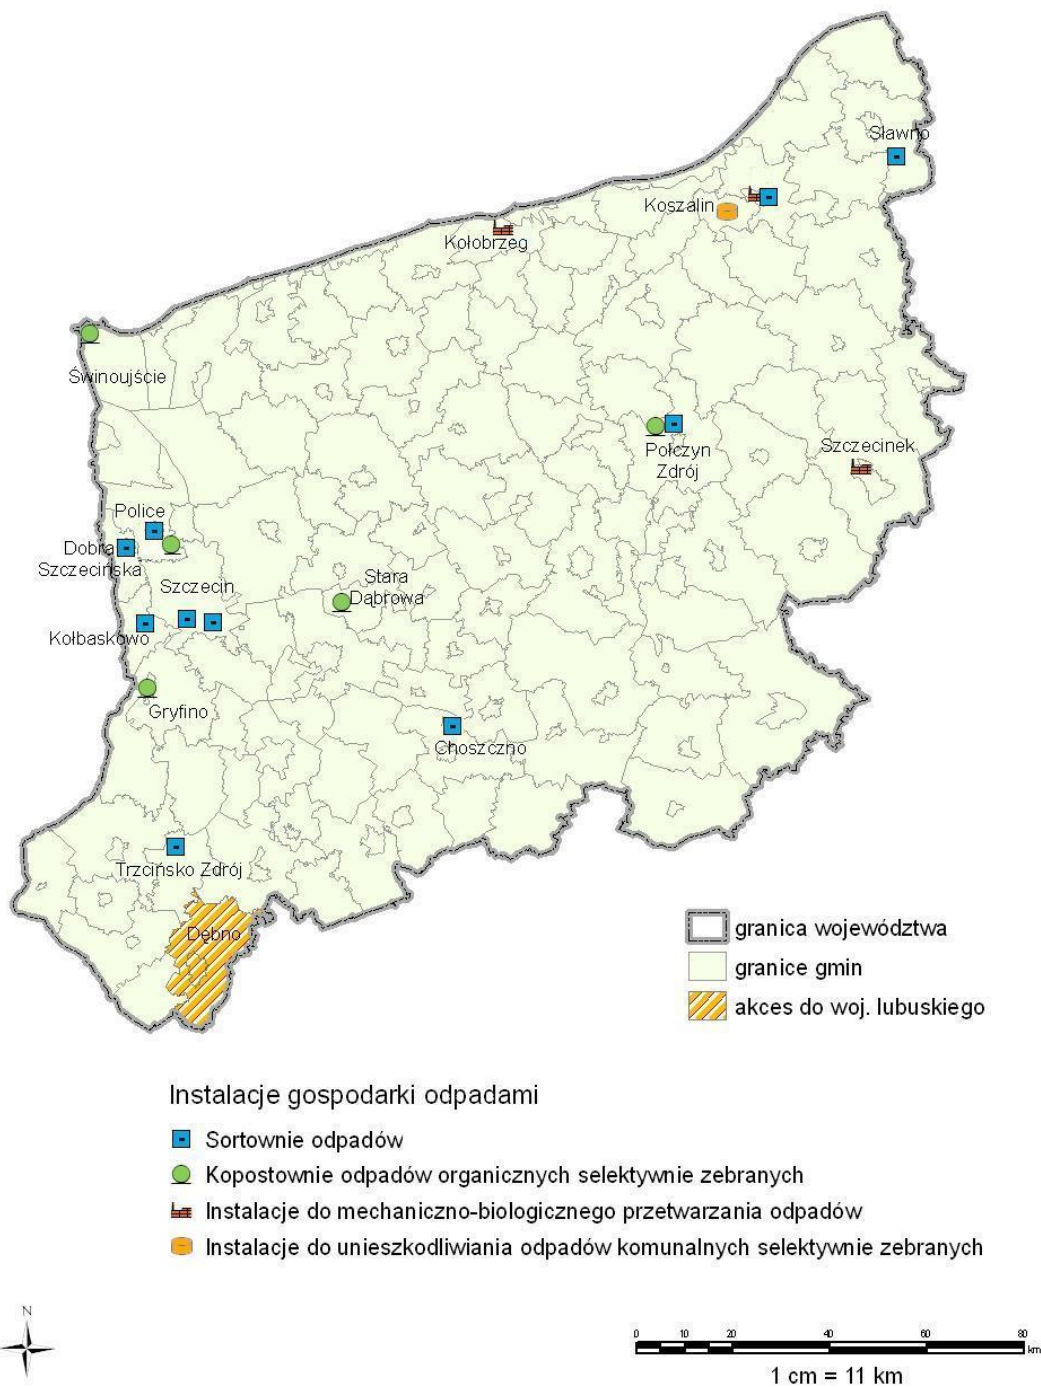 Sławno
Koszalin
Kołobrzeg
Świnoujście
Szczecinek
Połczyn
Zdrój
Police
Dobra
Szczecińska
Szczecin
Stara
Dąbrowa
Kołbaskowo
Gryfino
Choszczno
Trzcińsko Zdrój
Dębno
granica województwa
granice gmin
akces do woj. lubuskiego
Instalacje gospodarki odpadami
Sortownie odpadów
Kopostownie odpadów organicznych selektywnie zebranych
Instalacje do mechaniczno-biologicznego przetwarzania odpadów
Instalacje do unieszkodliwiania odpadów komunalnych selektywnie zebranych
N
0 10 20 40 60 80
km
1 cm = 11 km